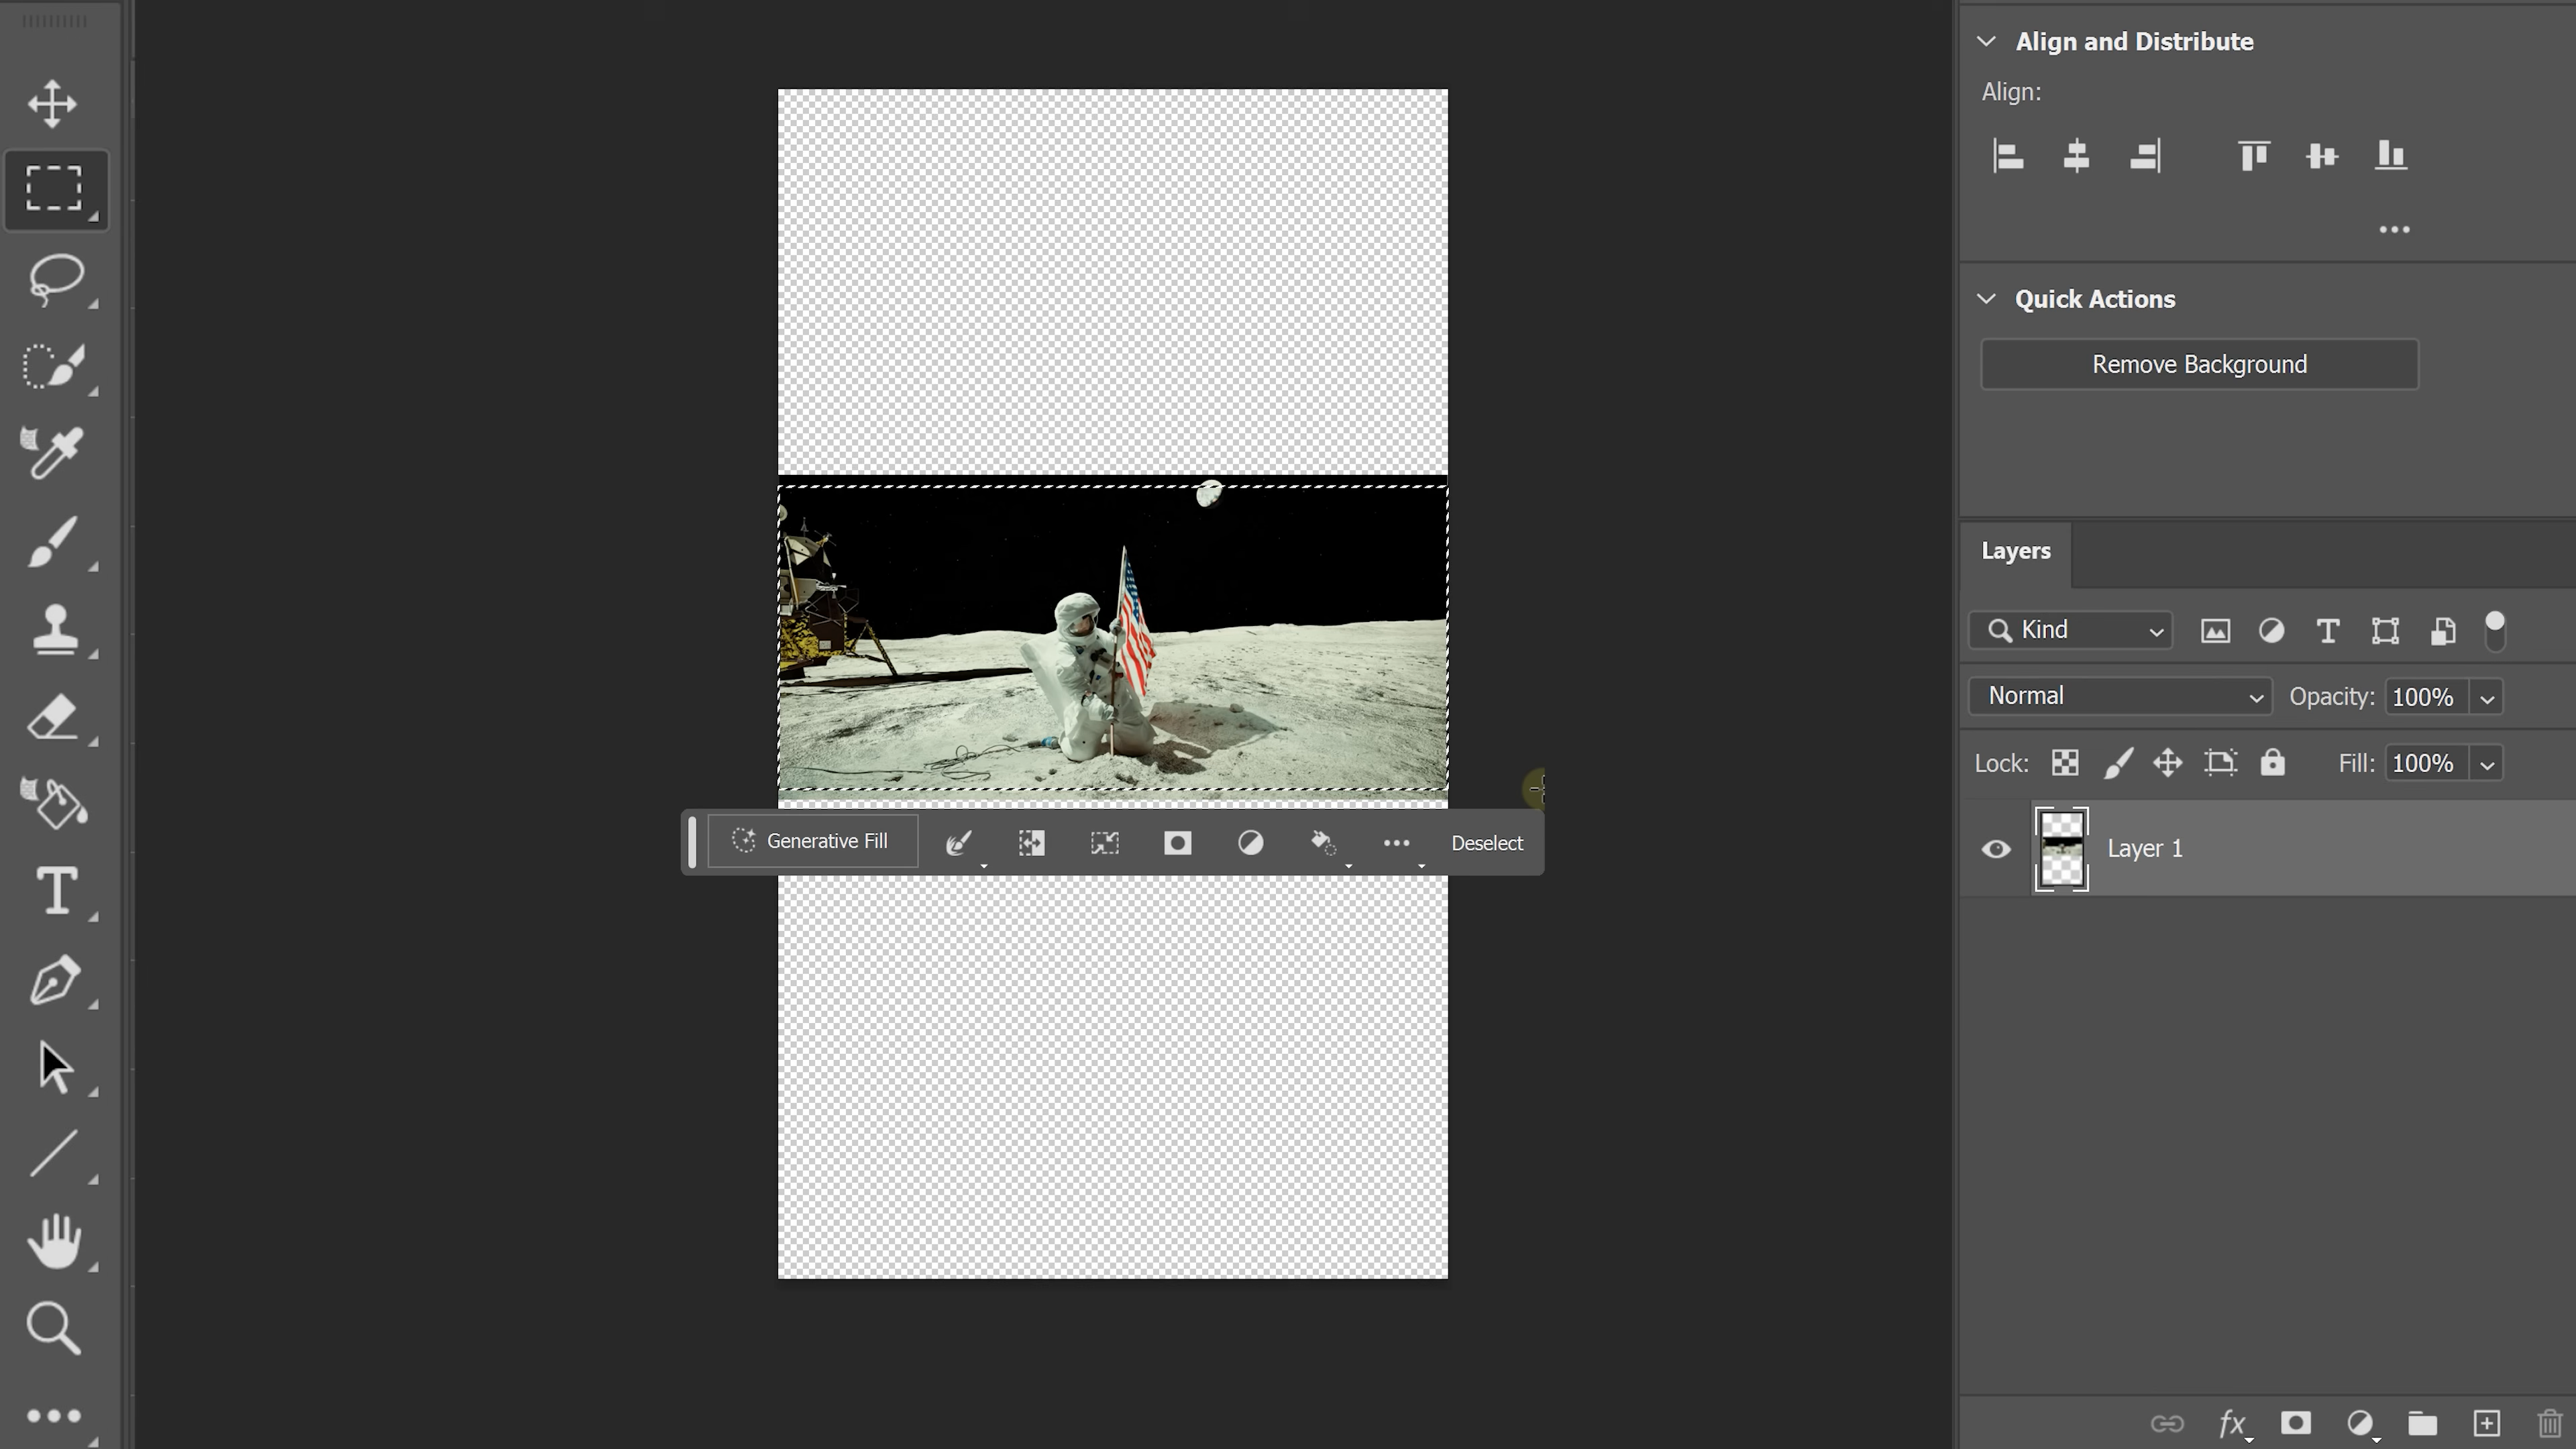 Align and Distribute
Align:
Quick Actions
Remove Background
Layers
Kind
Normal
Opacity: 100%
Lock:
Fill: 100%
Layer 1
Generative Fill
Deselect
fx